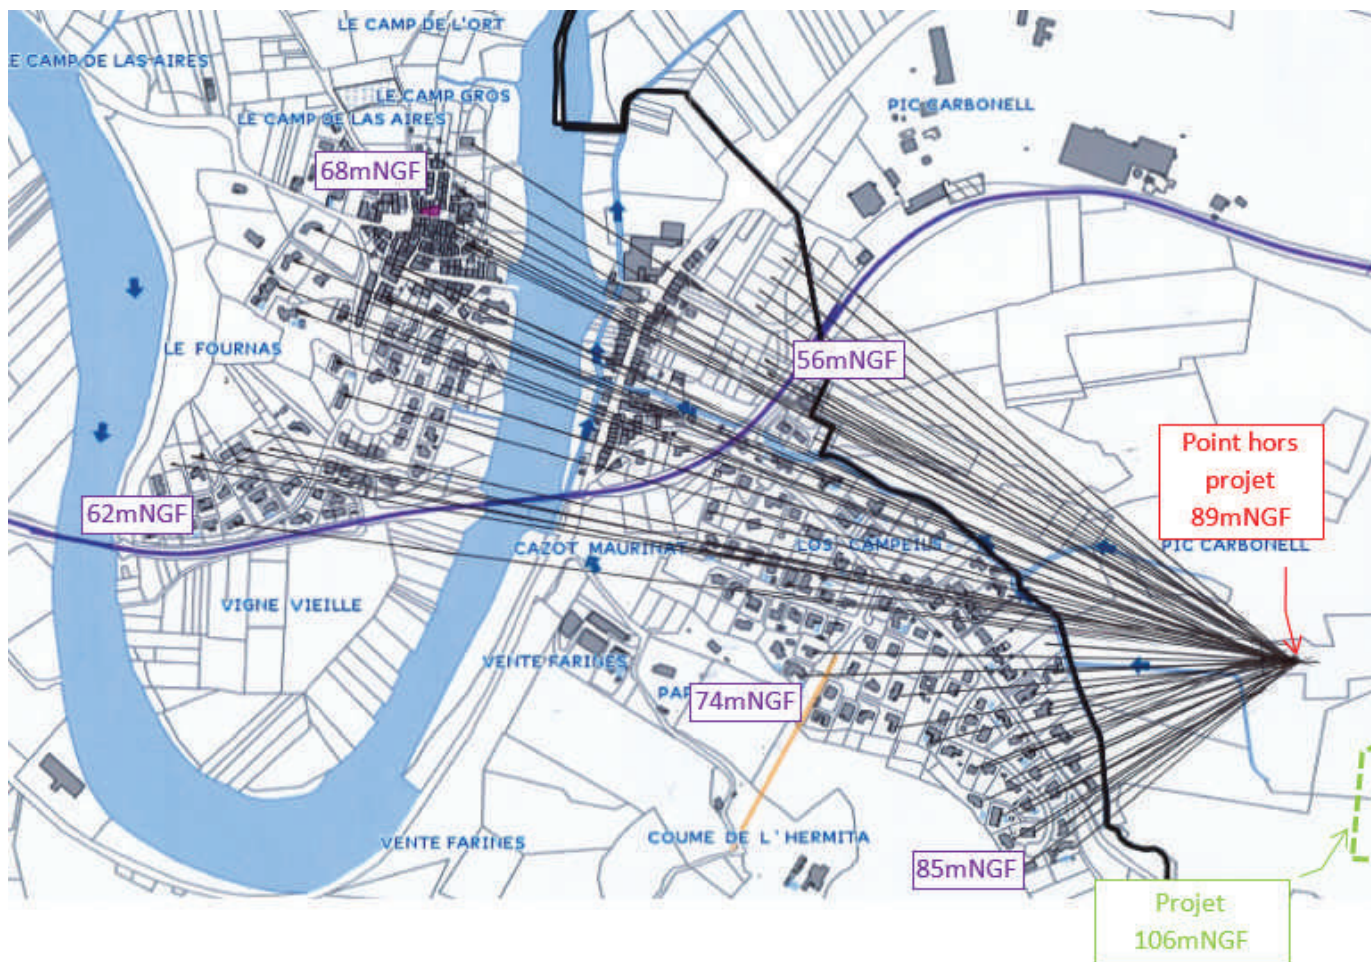 LE CAMP DE L'ORT
E CAMP DE LAS AIRES
LE CAMP GROS
PIC CARBONELL
LE CAMP DE LAS AIRES
68mNGF
LE FOURNAS
56mNGF
Point hors
projet
89mNGF
62mNGF
CAZOT MAURINAT
LOS CAMPEILS
PIC CARBONELL
VIGNE VIEILLE
VENTE FARINES
PAP
74mNGF
VENTE FARINES
COUME DE L'HERMITA
85mNGF
Projet
106mNGF